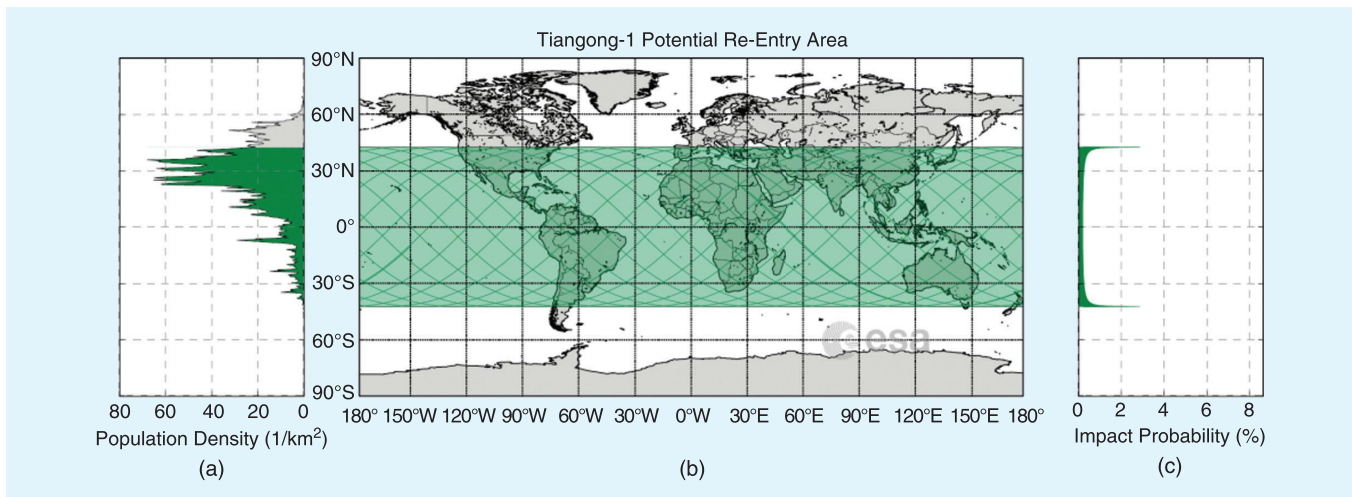 Tiangong-1 Potential Re-Entry Area
90°N
60°N
30°N
0°
30°S
60°S
90°S
esa
80 60 40 20 0
180° 150°W 120°W 90°W 60°W 30°W 0°W 30°E 60°E 90°E 120°E 150°E 180°
0 2 4 6 8
Population Density (1/km²)
Impact Probability (%)
(a)
(b)
(c)